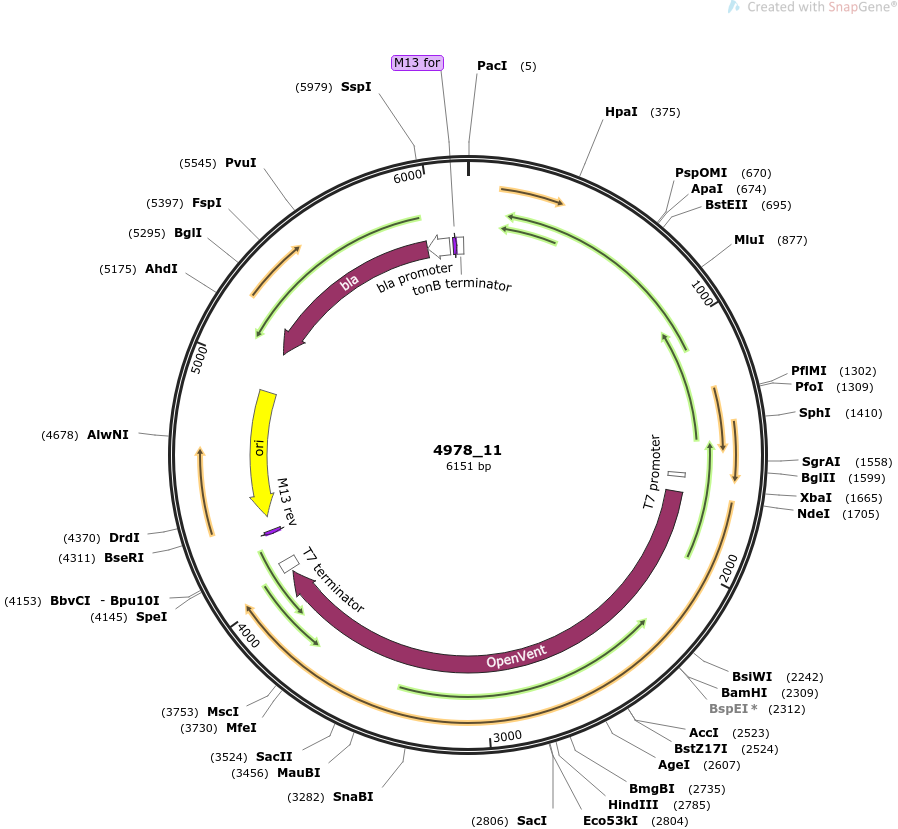 Created with SnapGene®
M13 for
PacI (5)
(5979) SspI
HpaI (375)
(5545) PvuI
PspOMI (670)
ApaI (674)
BstEII (695)
(5397) FspI
(5295) BglI
MluI (877)
(5175) AhdI
6000
1000
bla
bla promoter
tonB terminator
5000
PflMI (1302)
PfoI (1309)
SphI (1410)
(4678) AlwNI
ori
4978_11
6151 bp
T7 promoter
SgrAI (1558)
BglII (1599)
XbaI (1665)
NdeI (1705)
M13 rev
(4370) DrdI
(4311) BseRI
T7 terminator
2000
(4153) BbvCI - Bpu10I
(4145) SpeI
4000
OpenVent
BsiWI (2242)
BamHI (2309)
BspEI* (2312)
(3753) MscI
(3730) MfeI
3000
AccI (2523)
BstZ17I (2524)
AgeI (2607)
(3524) SacII
(3456) MauBI
BmgBI (2735)
(3282) SnaBI
HindIII (2785)
(2806) SacI
Eco53kI (2804)